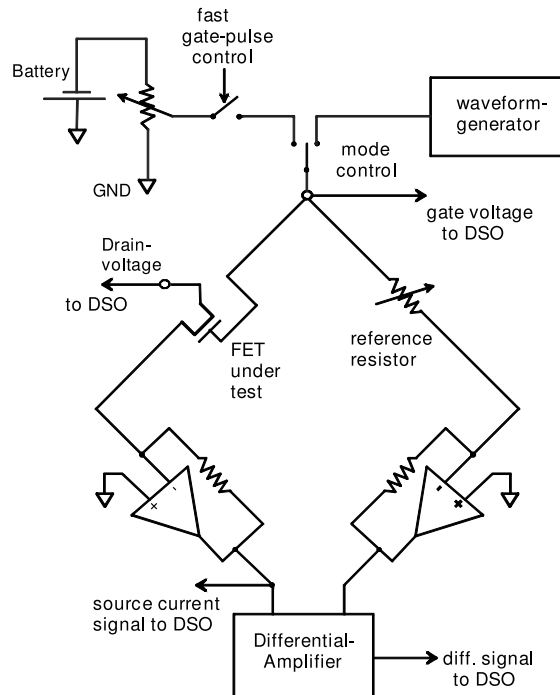 fast
gate-pulse
control
Battery
waveform-
generator
mode
control
GND
gate voltage
to DSO
Drain-
voltage
to DSO
FET
under
test
reference
resistor
-
+
-
+
source current
signal to DSO
Differential-
Amplifier
diff. signal
to DSO